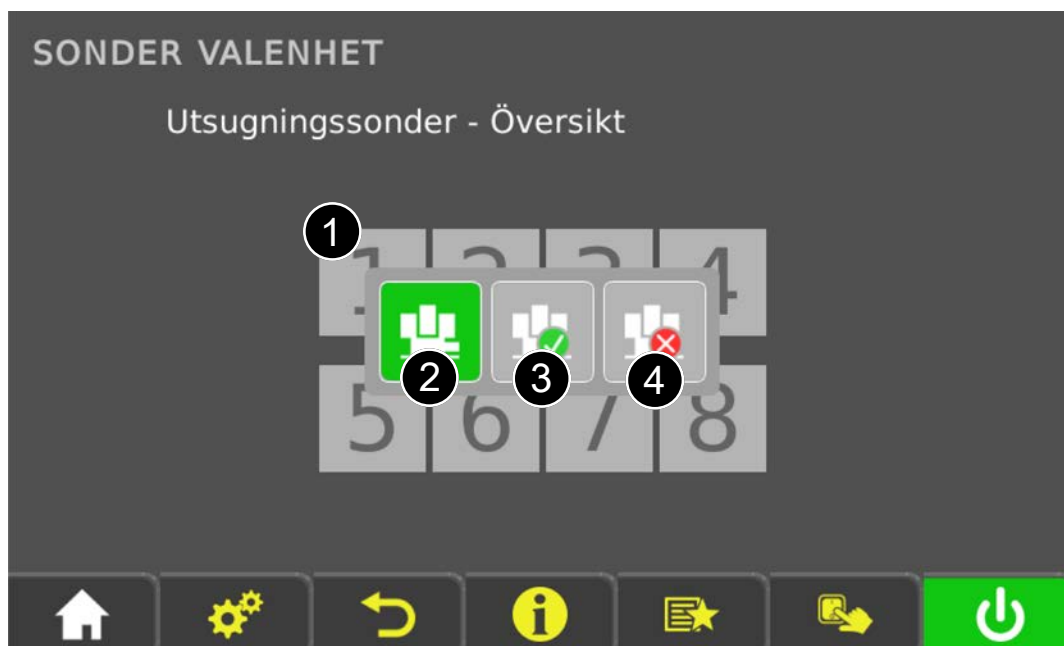 SONDER VALENHET
Utsugningssonder - Översikt
1
1 2 3 4
2 3 4
5 6 7 8
i